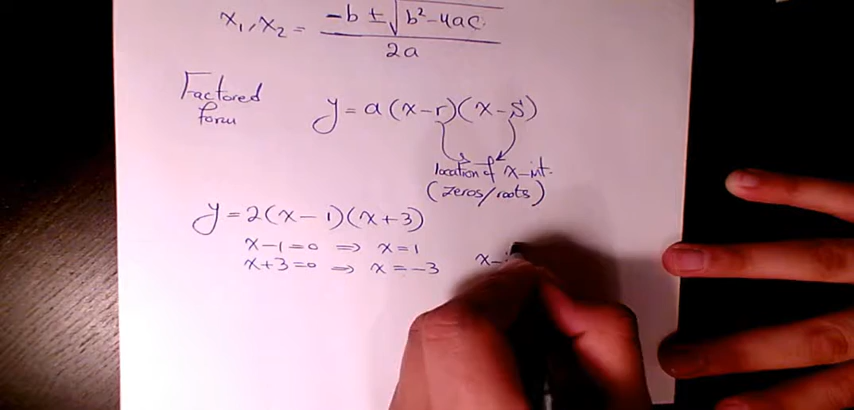 x₁, x₂ = (-b ± √(b² - 4ac)) / 2a
Factored form
y = a(x - r)(x - s)
location of x-int.
(zeros/roots)
y = 2(x - 1)(x + 3)
x - 1 = 0 ⇒ x = 1
x + 3 = 0 ⇒ x = -3
x-i